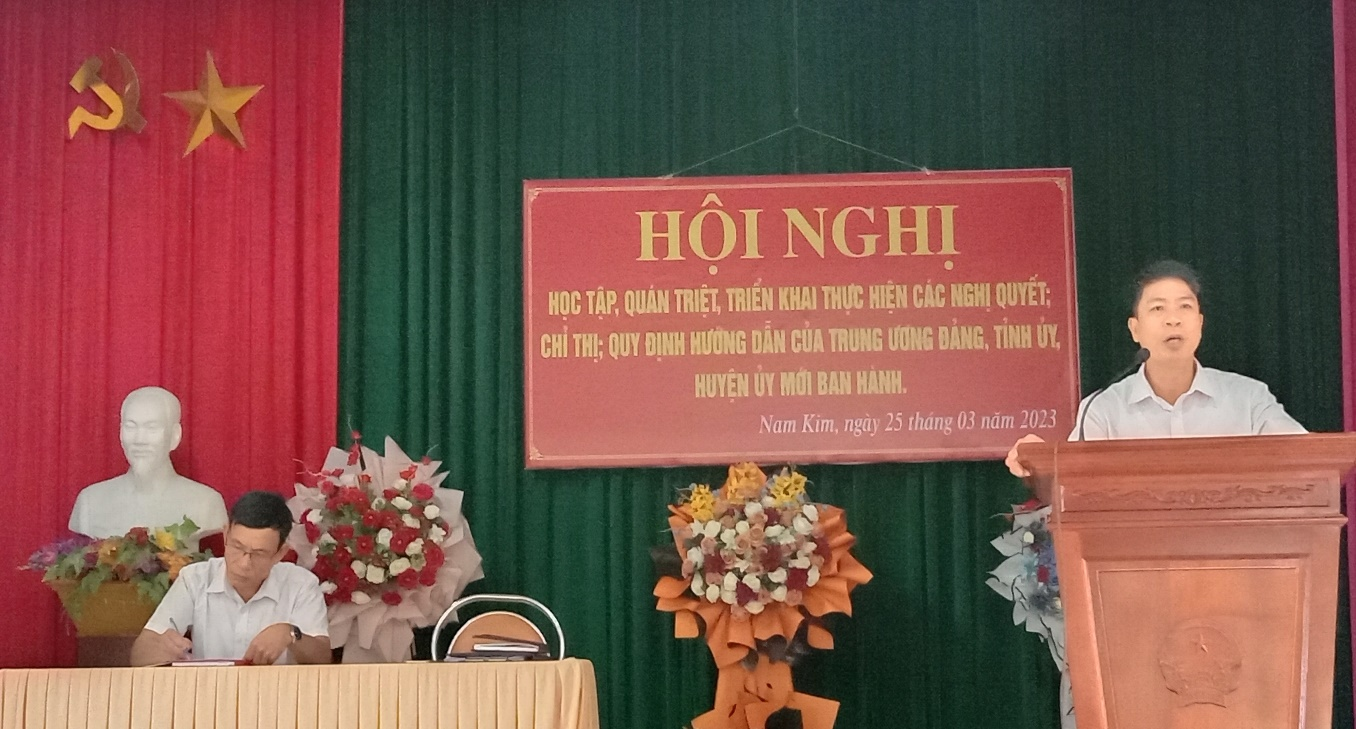 HỘI NGHỊ
HỌC TẬP, QUÁN TRIỆT, TRIỂN KHAI THỰC HIỆN CÁC NGHỊ QUYẾT;
CHỈ THỊ; QUY ĐỊNH HƯỚNG DẪN CỦA TRUNG ƯƠNG ĐẢNG, TỈNH ỦY,
HUYỆN ỦY MỚI BAN HÀNH.
Nam Kim, ngày 25 tháng 03 năm 2023